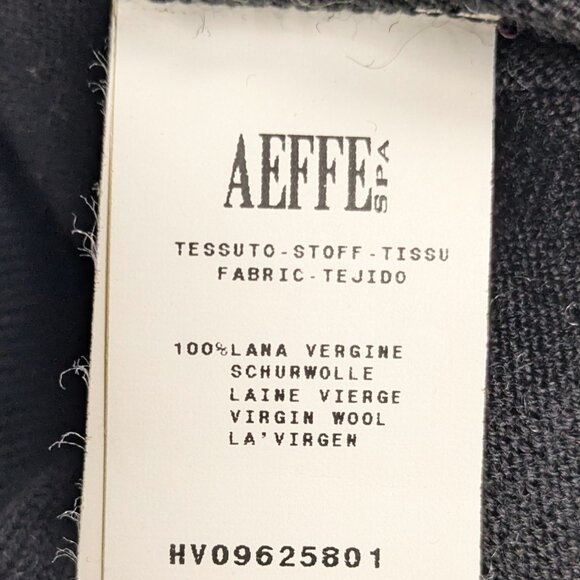 AEFFE SPA
TESSUTO-STOFF-TISSU
FABRIC-TEJIDO
100% LANA VERGINE
SCHURWOLLE
LAINE VIERGE
VIRGIN WOOL
LA'VIRGEN
HV09625801